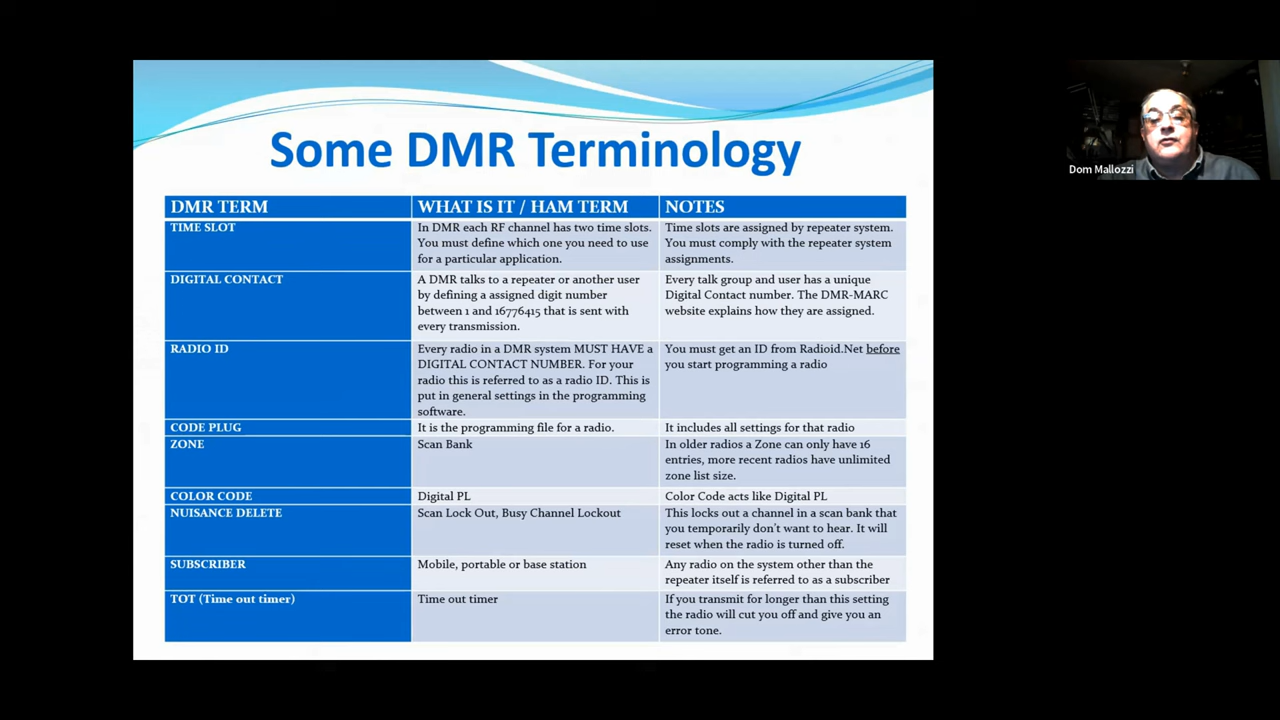 Some DMR Terminology
DMR TERM
WHAT IS IT / HAM TERM
NOTES
TIME SLOT
In DMR each RF channel has two time slots.
You must define which one you need to use
for a particular application.
Time slots are assigned by repeater system.
You must comply with the repeater system
assignments.
DIGITAL CONTACT
A DMR talks to a repeater or another user
by defining a assigned digit number
between 1 and 16776415 that is sent with
every transmission.
Every talk group and user has a unique
Digital Contact number. The DMR-MARC
website explains how they are assigned.
RADIO ID
Every radio in a DMR system MUST HAVE a
DIGITAL CONTACT NUMBER. For your
radio this is referred to as a radio ID. This is
put in general settings in the programming
software.
You must get an ID from Radioid.Net before
you start programming a radio
CODE PLUG
It is the programming file for a radio.
It includes all settings for that radio
ZONE
Scan Bank
In older radios a Zone can only have 16
entries, more recent radios have unlimited
zone list size.
COLOR CODE
Digital PL
Color Code acts like Digital PL
NUISANCE DELETE
Scan Lock Out, Busy Channel Lockout
This locks out a channel in a scan bank that
you temporarily don't want to hear. It will
reset when the radio is turned off.
SUBSCRIBER
Mobile, portable or base station
Any radio on the system other than the
repeater itself is referred to as a subscriber
TOT (Time out timer)
Time out timer
If you transmit for longer than this setting
the radio will cut you off and give you an
error tone.
Dom Mallozzi